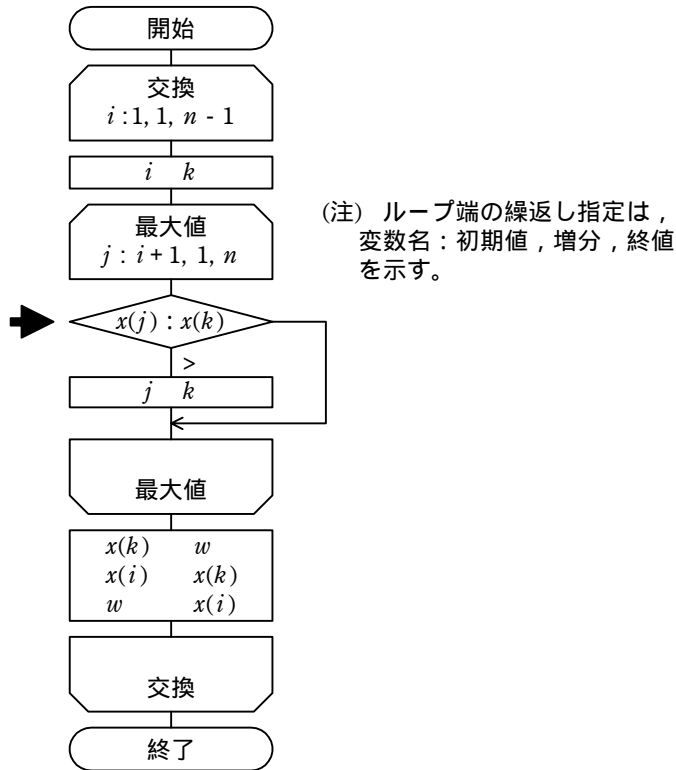 開始
交換
i : 1, 1, n - 1
i k
最大値
j : i + 1, 1, n
(注) ループ端の繰返し指定は，
変数名：初期値，増分，終値
を示す。
x(j) : x(k)
>
j k
最大値
x(k) w
x(i) x(k)
w x(i)
交換
終了